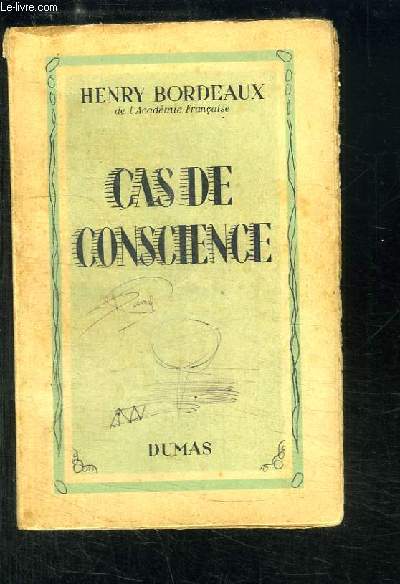 Le-Livre.com
HENRY BORDEAUX
de l'Académie Française
CAS DE
CONSCIENCE
DUMAS